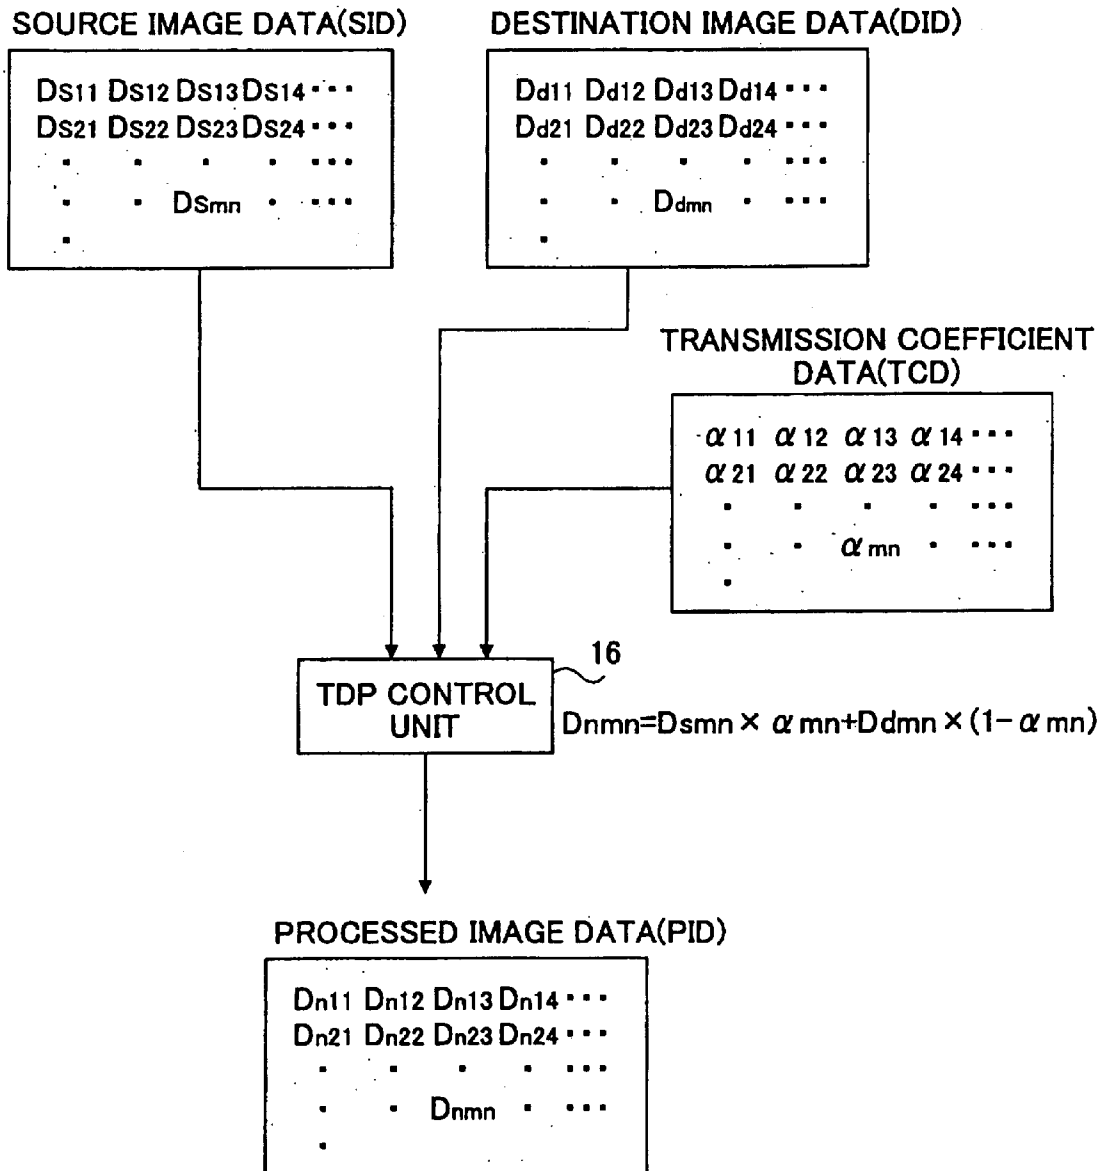 SOURCE IMAGE DATA(SID)
Ds11 Ds12 Ds13 Ds14 ···
Ds21 Ds22 Ds23 Ds24 ···
· · · · ···
· · Dsmn · ···
·
DESTINATION IMAGE DATA(DID)
Dd11 Dd12 Dd13 Dd14 ···
Dd21 Dd22 Dd23 Dd24 ···
· · · · ···
· · Ddmn · ···
·
TRANSMISSION COEFFICIENT
DATA(TCD)
α11 α12 α13 α14 ···
α21 α22 α23 α24 ···
· · · · ···
· · αmn · ···
·
16
TDP CONTROL
UNIT
Dnmn=Dsmn × αmn+Ddmn × (1-αmn)
PROCESSED IMAGE DATA(PID)
Dn11 Dn12 Dn13 Dn14 ···
Dn21 Dn22 Dn23 Dn24 ···
· · · · ···
· · Dnmn · ···
·